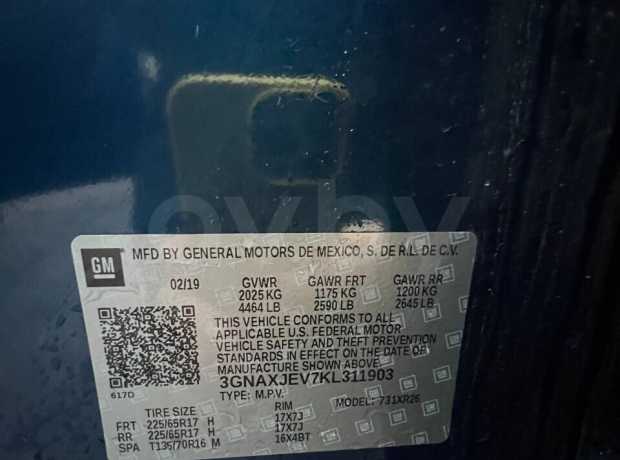 GM MFD BY GENERAL MOTORS DE MEXICO, S. DE R.L. DE C.V.
02/19 GVWR GAWR FRT GAWR RR
2025 KG 1175 KG 1200 KG
4464 LB 2590 LB 2645 LB
THIS VEHICLE CONFORMS TO ALL
APPLICABLE U.S. FEDERAL MOTOR
VEHICLE SAFETY AND THEFT PREVENTION
STANDARDS IN EFFECT ON THE DATE OF
MANUFACTURE SHOWN ABOVE.
3GNAXJEV7KL311903
617D TYPE: M.P.V. MODEL: 731XR26
TIRE SIZE RIM
FRT 225/65R17 H 17X7J
RR 225/65R17 H 17X7J
SPA T135/70R16 M 16X4BT